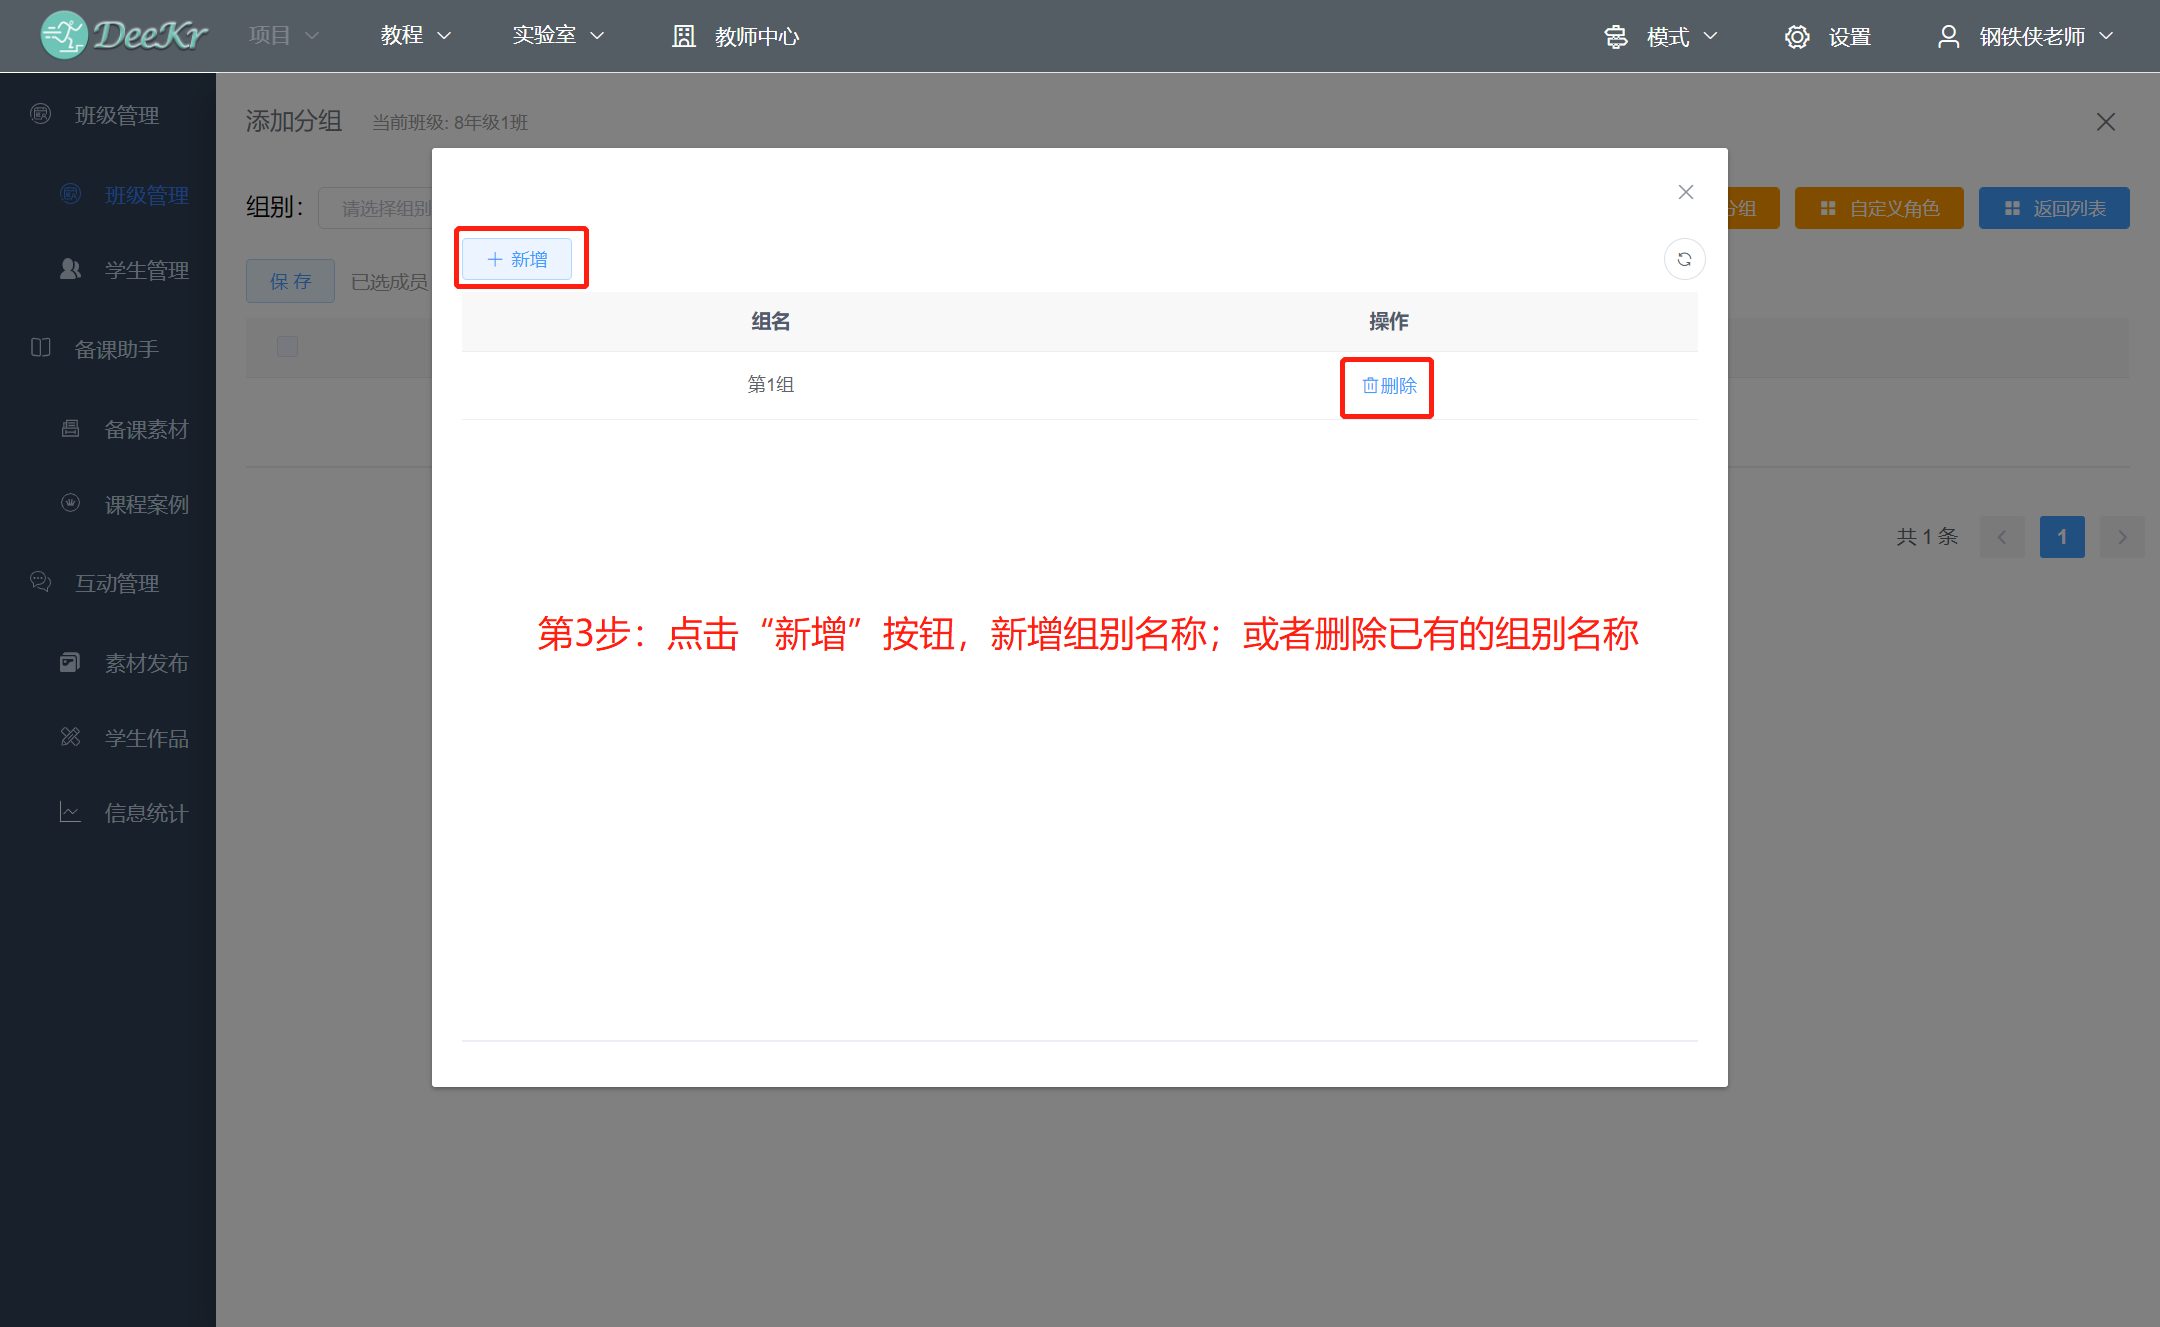 DeeKr 项目 教程 实验室 教师中心 模式 设置 钢铁侠老师
班级管理
班级管理
学生管理
备课助手
备课素材
课程案例
互动管理
素材发布
学生作品
信息统计
添加分组 当前班级: 8年级1班
组别： 请选择组别 分组 自定义角色 返回列表
保 存 已选成员
共 1 条 1
+ 新增
组名 操作
第1组 删除
第3步：点击“新增”按钮，新增组别名称；或者删除已有的组别名称